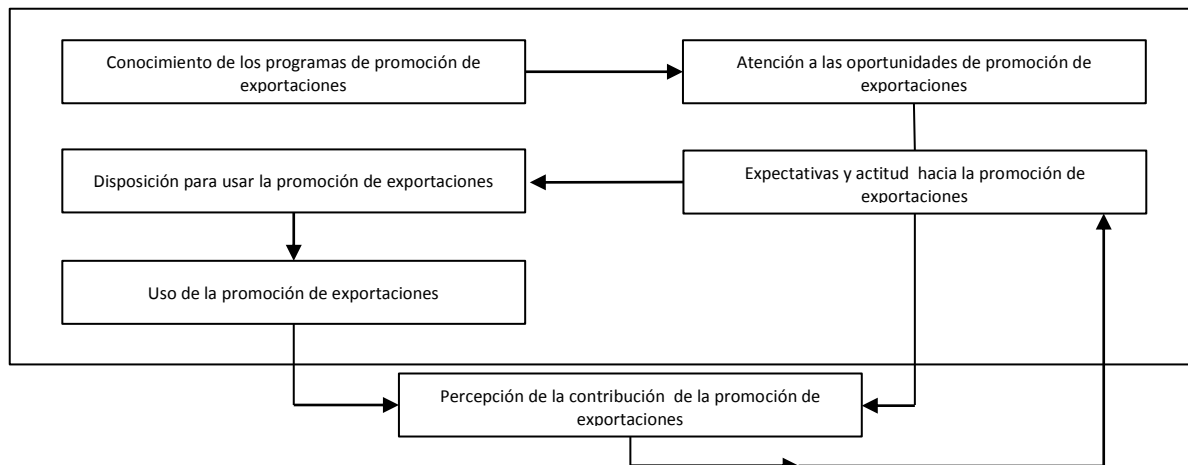 Conocimiento de los programas de promoción de
exportaciones
Atención a las oportunidades de promoción de
exportaciones
Disposición para usar la promoción de exportaciones
Expectativas y actitud hacia la promoción de
exportaciones
Uso de la promoción de exportaciones
Percepción de la contribución de la promoción de
exportaciones